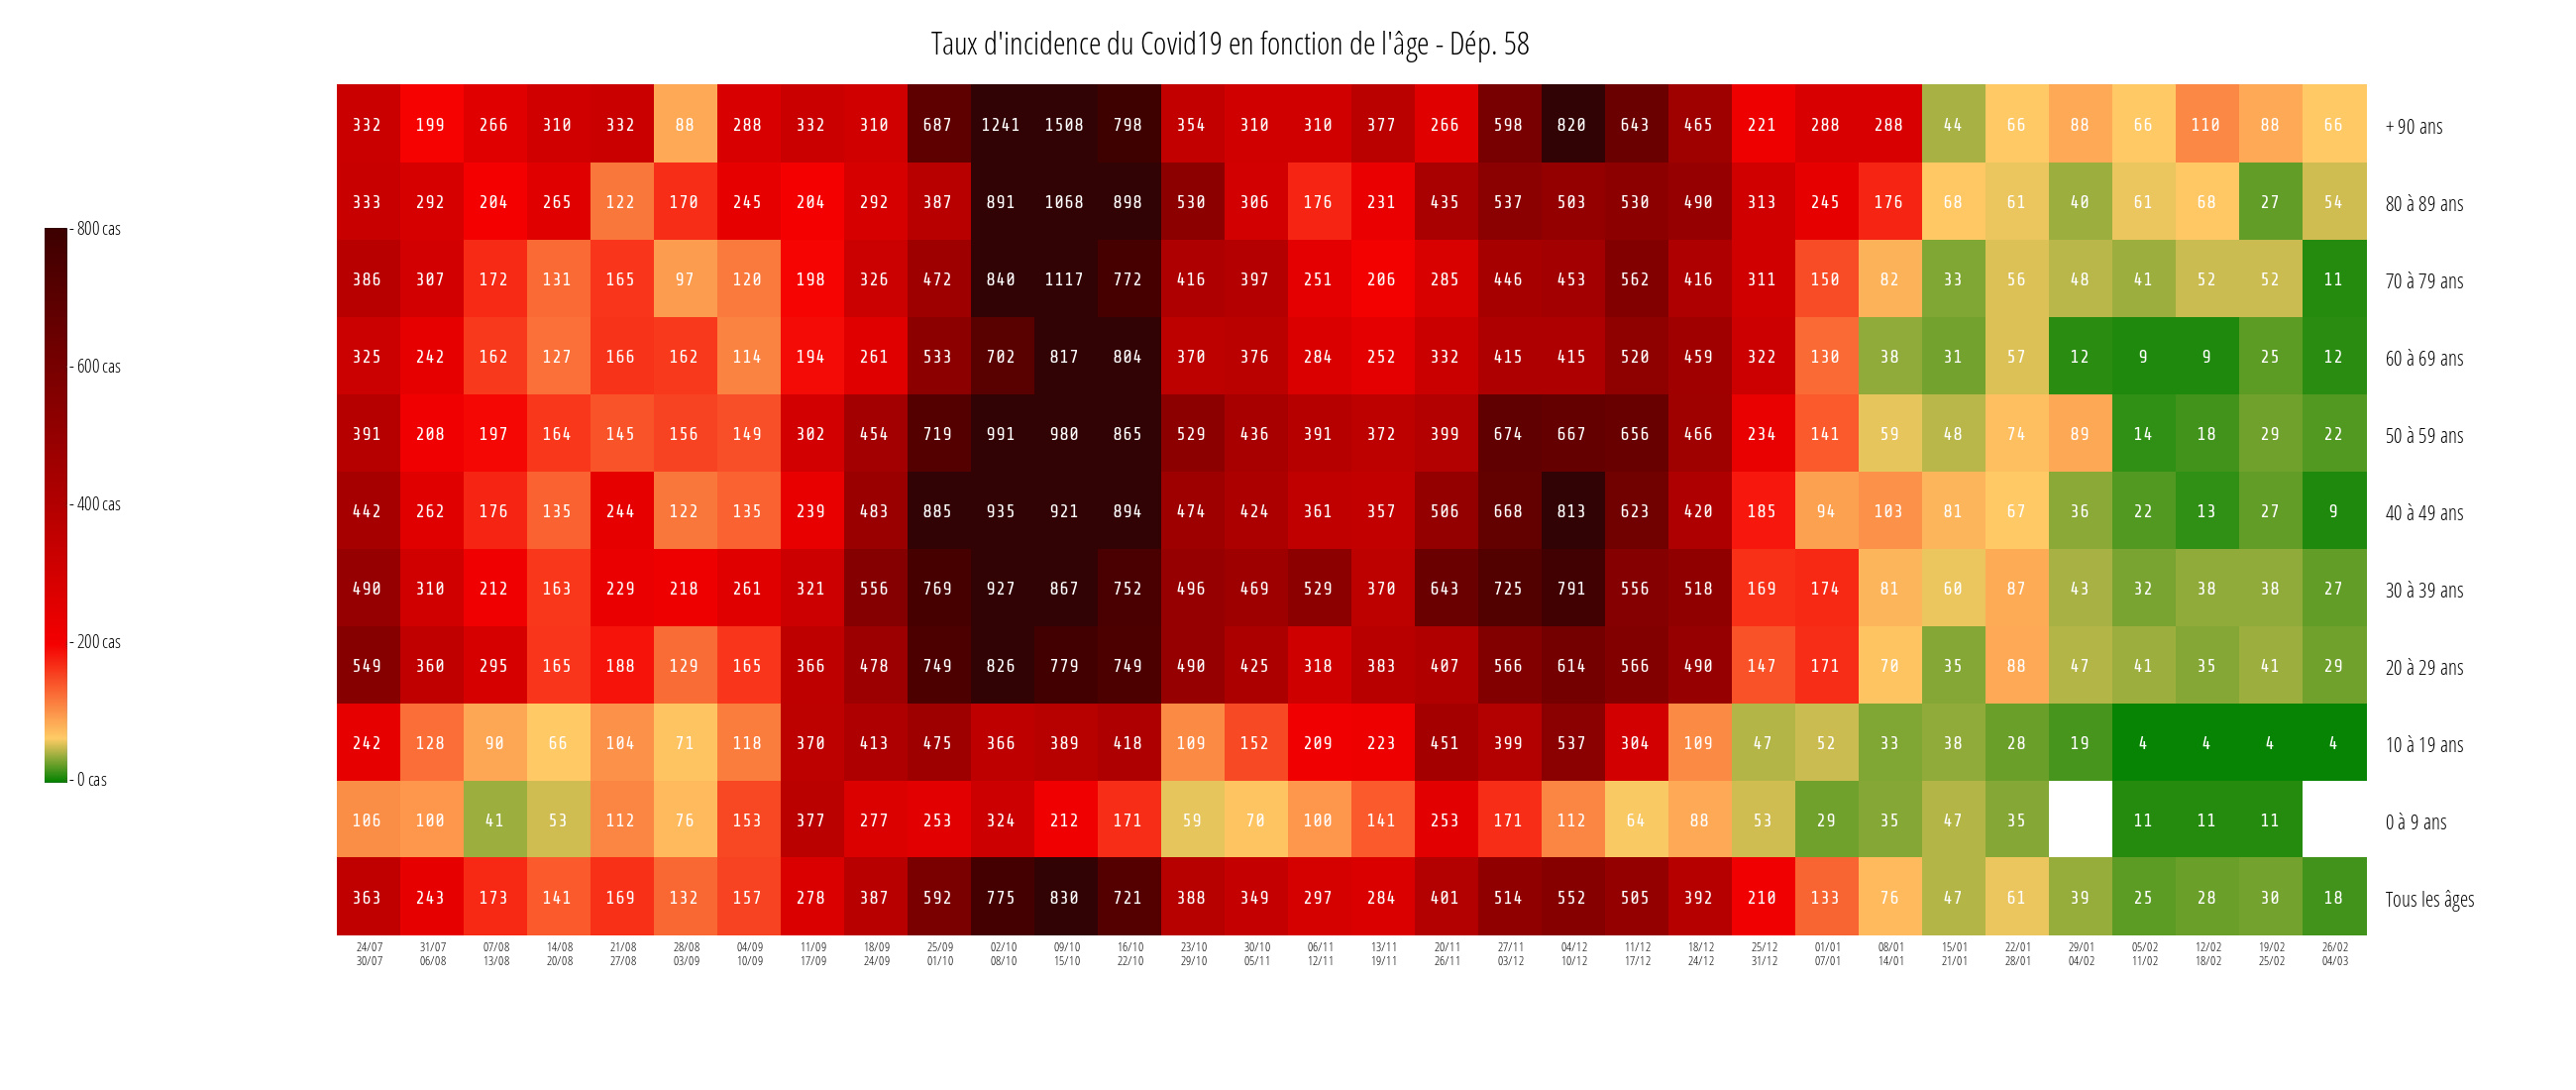 Taux d'incidence du Covid19 en fonction de l'âge - Dép. 58
- 800 cas
- 600 cas
- 400 cas
- 200 cas
- 0 cas
332 199 266 310 332 88 288 332 310 687 1241 1508 798 354 310 310 377 266 598 820 643 465 221 288 288 44 66 88 66 110 88 66 + 90 ans
333 292 204 265 122 170 245 204 292 387 891 1068 898 530 306 176 231 435 537 503 530 490 313 245 176 68 61 40 61 68 27 54 80 à 89 ans
386 307 172 131 165 97 120 198 326 472 840 1117 772 416 397 251 206 285 446 453 562 416 311 150 82 33 56 48 41 52 52 11 70 à 79 ans
325 242 162 127 166 162 114 194 261 533 702 817 804 370 376 284 252 332 415 415 520 459 322 130 38 31 57 12 9 9 25 12 60 à 69 ans
391 208 197 164 145 156 149 302 454 719 991 980 865 529 436 391 372 399 674 667 656 466 234 141 59 48 74 89 14 18 29 22 50 à 59 ans
442 262 176 135 244 122 135 239 483 885 935 921 894 474 424 361 357 506 668 813 623 420 185 94 103 81 67 36 22 13 27 9 40 à 49 ans
490 310 212 163 229 218 261 321 556 769 927 867 752 496 469 529 370 643 725 791 556 518 169 174 81 60 87 43 32 38 38 27 30 à 39 ans
549 360 295 165 188 129 165 366 478 749 826 779 749 490 425 318 383 407 566 614 566 490 147 171 70 35 88 47 41 35 41 29 20 à 29 ans
242 128 90 66 104 71 118 370 413 475 366 389 418 109 152 209 223 451 399 537 304 109 47 52 33 38 28 19 4 4 4 4 10 à 19 ans
106 100 41 53 112 76 153 377 277 253 324 212 171 59 70 100 141 253 171 112 64 88 53 29 35 47 35 11 11 11 0 à 9 ans
363 243 173 141 169 132 157 278 387 592 775 830 721 388 349 297 284 401 514 552 505 392 210 133 76 47 61 39 25 28 30 18 Tous les âges
24/07 31/07 07/08 14/08 21/08 28/08 04/09 11/09 18/09 25/09 02/10 09/10 16/10 23/10 30/10 06/11 13/11 20/11 27/11 04/12 11/12 18/12 25/12 01/01 08/01 15/01 22/01 29/01 05/02 12/02 19/02 26/02
30/07 06/08 13/08 20/08 27/08 03/09 10/09 17/09 24/09 01/10 08/10 15/10 22/10 29/10 05/11 12/11 19/11 26/11 03/12 10/12 17/12 24/12 31/12 07/01 14/01 21/01 28/01 04/02 11/02 18/02 25/02 04/03